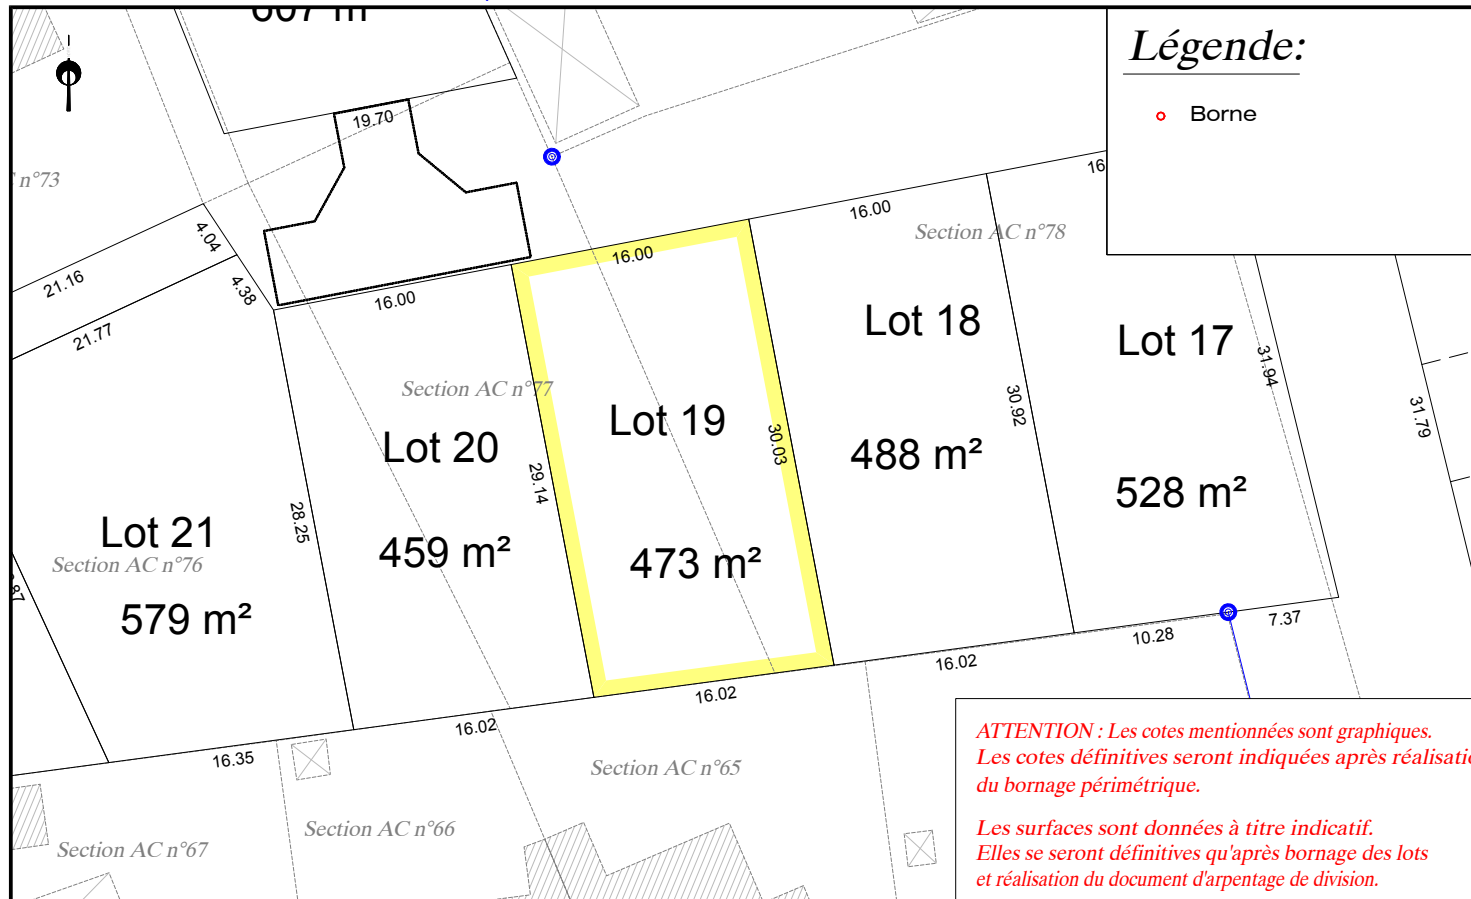 607 m
Légende:
Borne
19.70
n°73
4.04
4.38
21.16
21.77
16.00
16.00
16.00
16
Section AC n°78
Lot 18
Lot 17
31.94
31.79
30.92
Section AC n°77
Lot 19
Lot 20
30.03
29.14
488 m²
528 m²
28.25
Lot 21
Section AC n°76
459 m²
473 m²
579 m²
.87
7.37
10.28
16.02
16.02
16.02
16.35
Section AC n°65
Section AC n°66
Section AC n°67
ATTENTION : Les cotes mentionnées sont graphiques.
Les cotes définitives seront indiquées après réalisatio
du bornage périmétrique.
Les surfaces sont données à titre indicatif.
Elles se seront définitives qu'après bornage des lots
et réalisation du document d'arpentage de division.